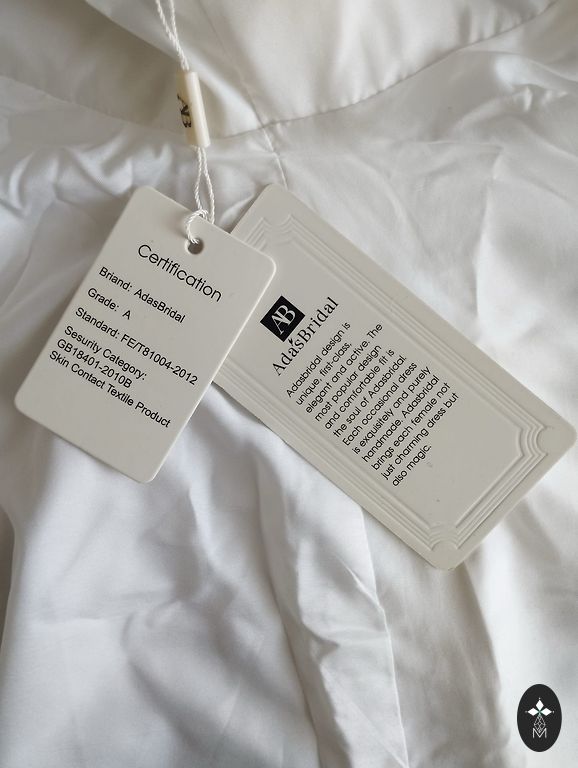 Certification
Briand: AdasBridal
Grade: A
Standard: FE/T81004-2012
Sesurity Category:
GB18401-2010B
Skin Contact Textile Product
AB
Ada'sBridal
Adasbridal design is
unique, first-class,
elegant and active. The
most popular design
and comfortable fit is
the soul of Adasbridal.
Each occasional dress
is exquisitely and purely
handmade. Adasbridal
brings each female not
just charming dress but
also magic.
AB
M